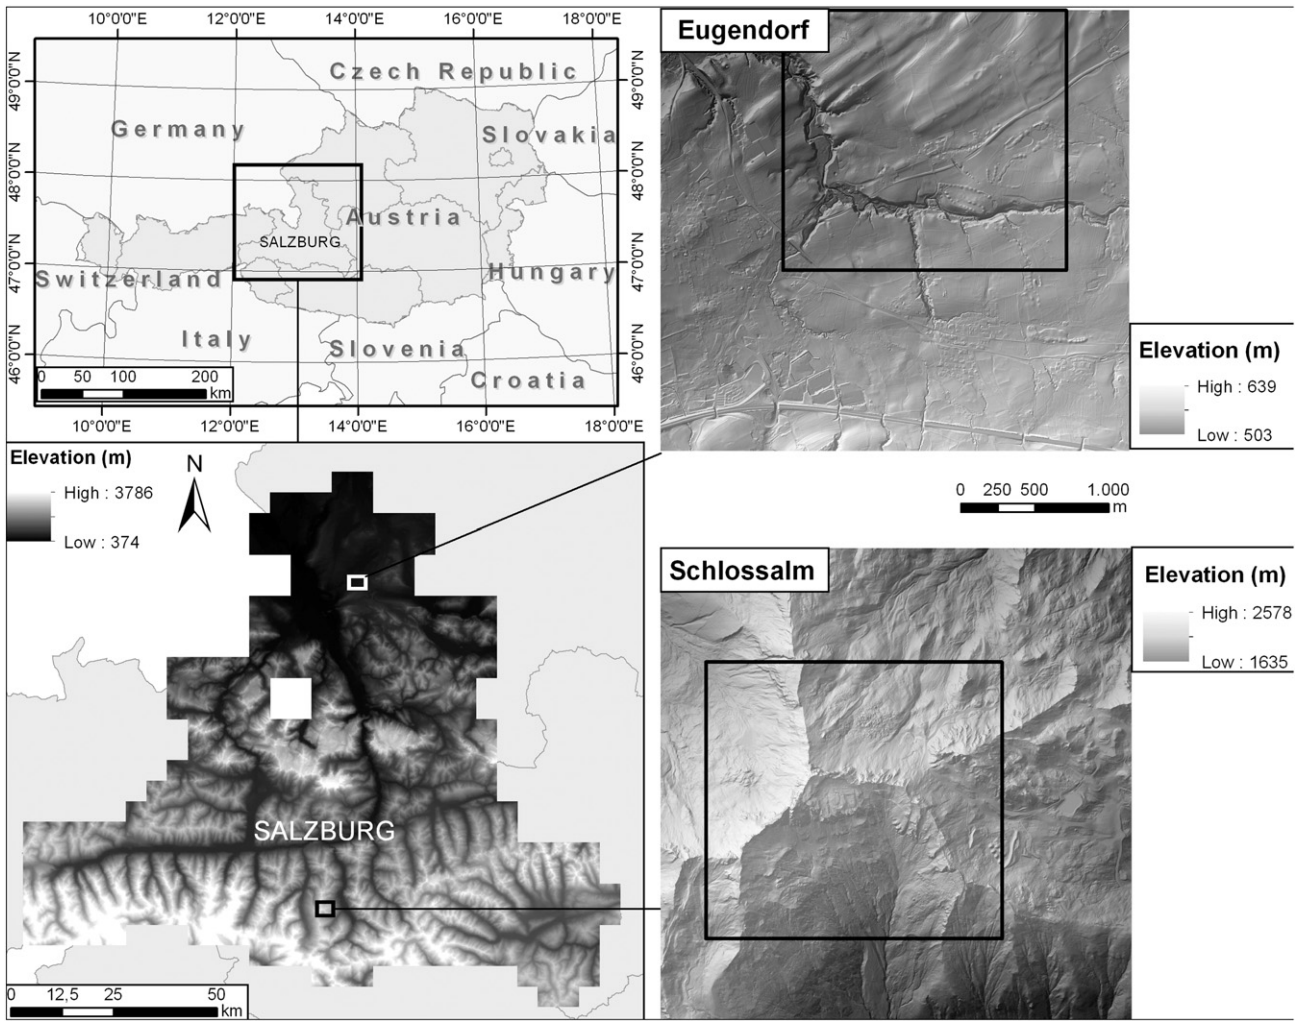 10°0'0"E 12°0'0"E 14°0'0"E 16°0'0"E 18°0'0"E
49°0'0"N
48°0'0"N
47°0'0"N
46°0'0"N
Czech Republic
Germany
Slovakia
Austria
SALZBURG
Switzerland
Hungary
Italy
Slovenia
Croatia
0 50 100 200
km
49°0'0"N
48°0'0"N
47°0'0"N
46°0'0"N
10°0'0"E 12°0'0"E 14°0'0"E 16°0'0"E 18°0'0"E
Eugendorf
Elevation (m)
High : 639
Low : 503
Elevation (m)
High : 3786
Low : 374
N
SALZBURG
0 12,5 25 50
km
0 250 500 1.000
m
Schlossalm
Elevation (m)
High : 2578
Low : 1635